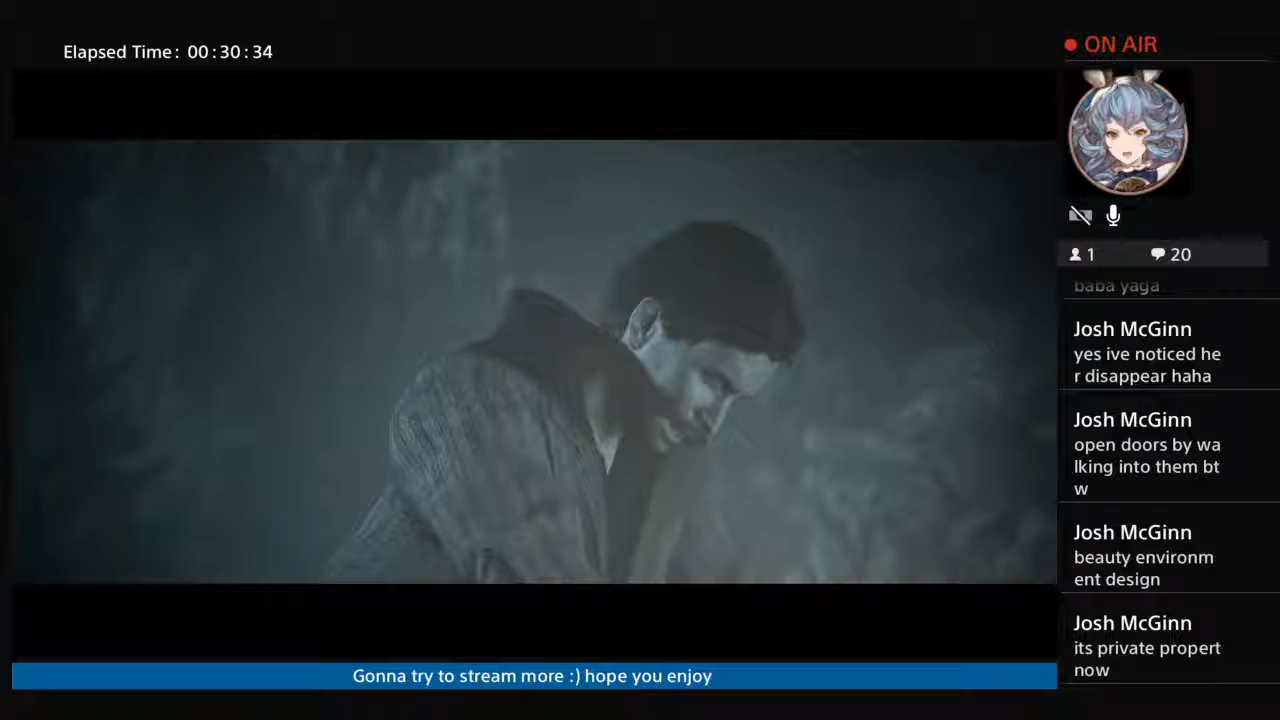 Elapsed Time: 00:30:34
ON AIR
1
20
baba yaga
Josh McGinn
yes ive noticed he
r disappear haha
Josh McGinn
open doors by wa
lking into them bt
w
Josh McGinn
beauty environm
ent design
Josh McGinn
its private propert
now
Gonna try to stream more :) hope you enjoy